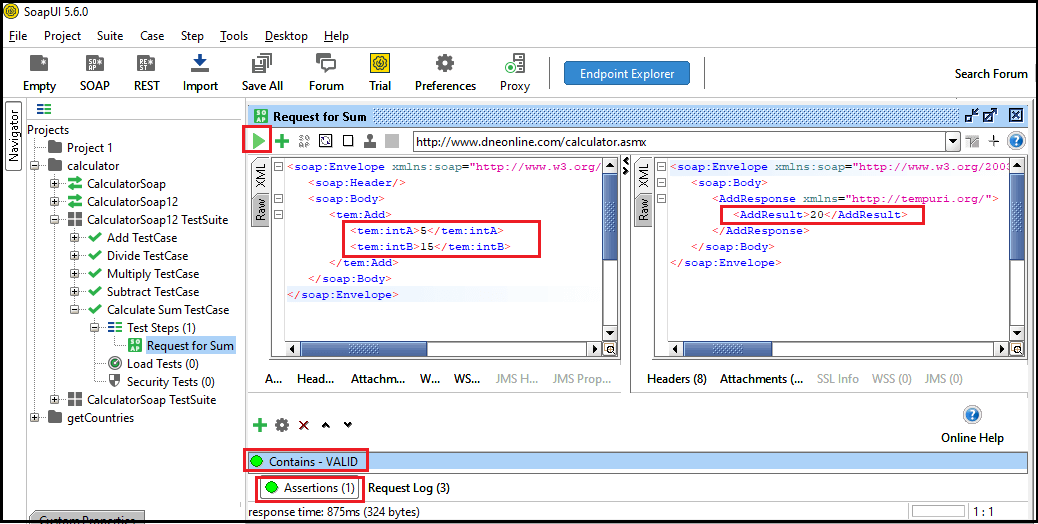 SoapUI 5.6.0
File Project Suite Case Step Tools Desktop Help
Empty SOAP REST Import Save All Forum Trial Preferences Proxy Endpoint Explorer Search Forum
Navigator
Projects
Project 1
calculator
CalculatorSoap
CalculatorSoap12
CalculatorSoap12 TestSuite
Add TestCase
Divide TestCase
Multiply TestCase
Subtract TestCase
Calculate Sum TestCase
Test Steps (1)
Request for Sum
Load Tests (0)
Security Tests (0)
CalculatorSoap TestSuite
getCountries
Custom Properties
Request for Sum
http://www.dneonline.com/calculator.asmx
XML
Raw
<soap:Envelope xmlns:soap="http://www.w3.org/
<soap:Header/>
<soap:Body>
<tem:Add>
<tem:intA>5</tem:intA>
<tem:intB>15</tem:intB>
</tem:Add>
</soap:Body>
</soap:Envelope>
A... Head... Attachm... W... WS... JMS H... JMS Prop...
XML
Raw
<soap:Envelope xmlns:soap="http://www.w3.org/2003
<soap:Body>
<AddResponse xmlns="http://tempuri.org/">
<AddResult>20</AddResult>
</AddResponse>
</soap:Body>
</soap:Envelope>
Headers (8) Attachments (... SSL Info WSS (0) JMS (0)
Online Help
Contains - VALID
Assertions (1) Request Log (3)
response time: 875ms (324 bytes) 1 : 1